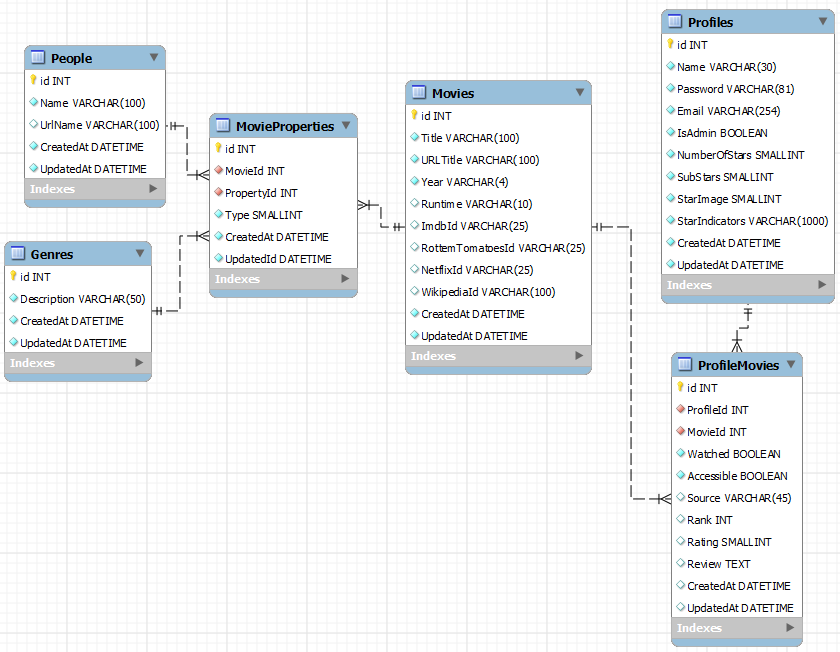 People
id INT
Name VARCHAR(100)
UrlName VARCHAR(100)
CreatedAt DATETIME
UpdatedAt DATETIME
Indexes
Genres
id INT
Description VARCHAR(50)
CreatedAt DATETIME
UpdatedAt DATETIME
Indexes
MovieProperties
id INT
MovieId INT
PropertyId INT
Type SMALLINT
CreatedAt DATETIME
UpdatedId DATETIME
Indexes
Movies
id INT
Title VARCHAR(100)
URLTitle VARCHAR(100)
Year VARCHAR(4)
Runtime VARCHAR(10)
ImdbId VARCHAR(25)
RottemTomatoesId VARCHAR(25)
NetflixId VARCHAR(25)
WikipediaId VARCHAR(100)
CreatedAt DATETIME
UpdatedAt DATETIME
Indexes
Profiles
id INT
Name VARCHAR(30)
Password VARCHAR(81)
Email VARCHAR(254)
IsAdmin BOOLEAN
NumberOfStars SMALLINT
SubStars SMALLINT
StarImage SMALLINT
StarIndicators VARCHAR(1000)
CreatedAt DATETIME
UpdatedAt DATETIME
Indexes
ProfileMovies
id INT
ProfileId INT
MovieId INT
Watched BOOLEAN
Accessible BOOLEAN
Source VARCHAR(45)
Rank INT
Rating SMALLINT
Review TEXT
CreatedAt DATETIME
UpdatedAt DATETIME
Indexes